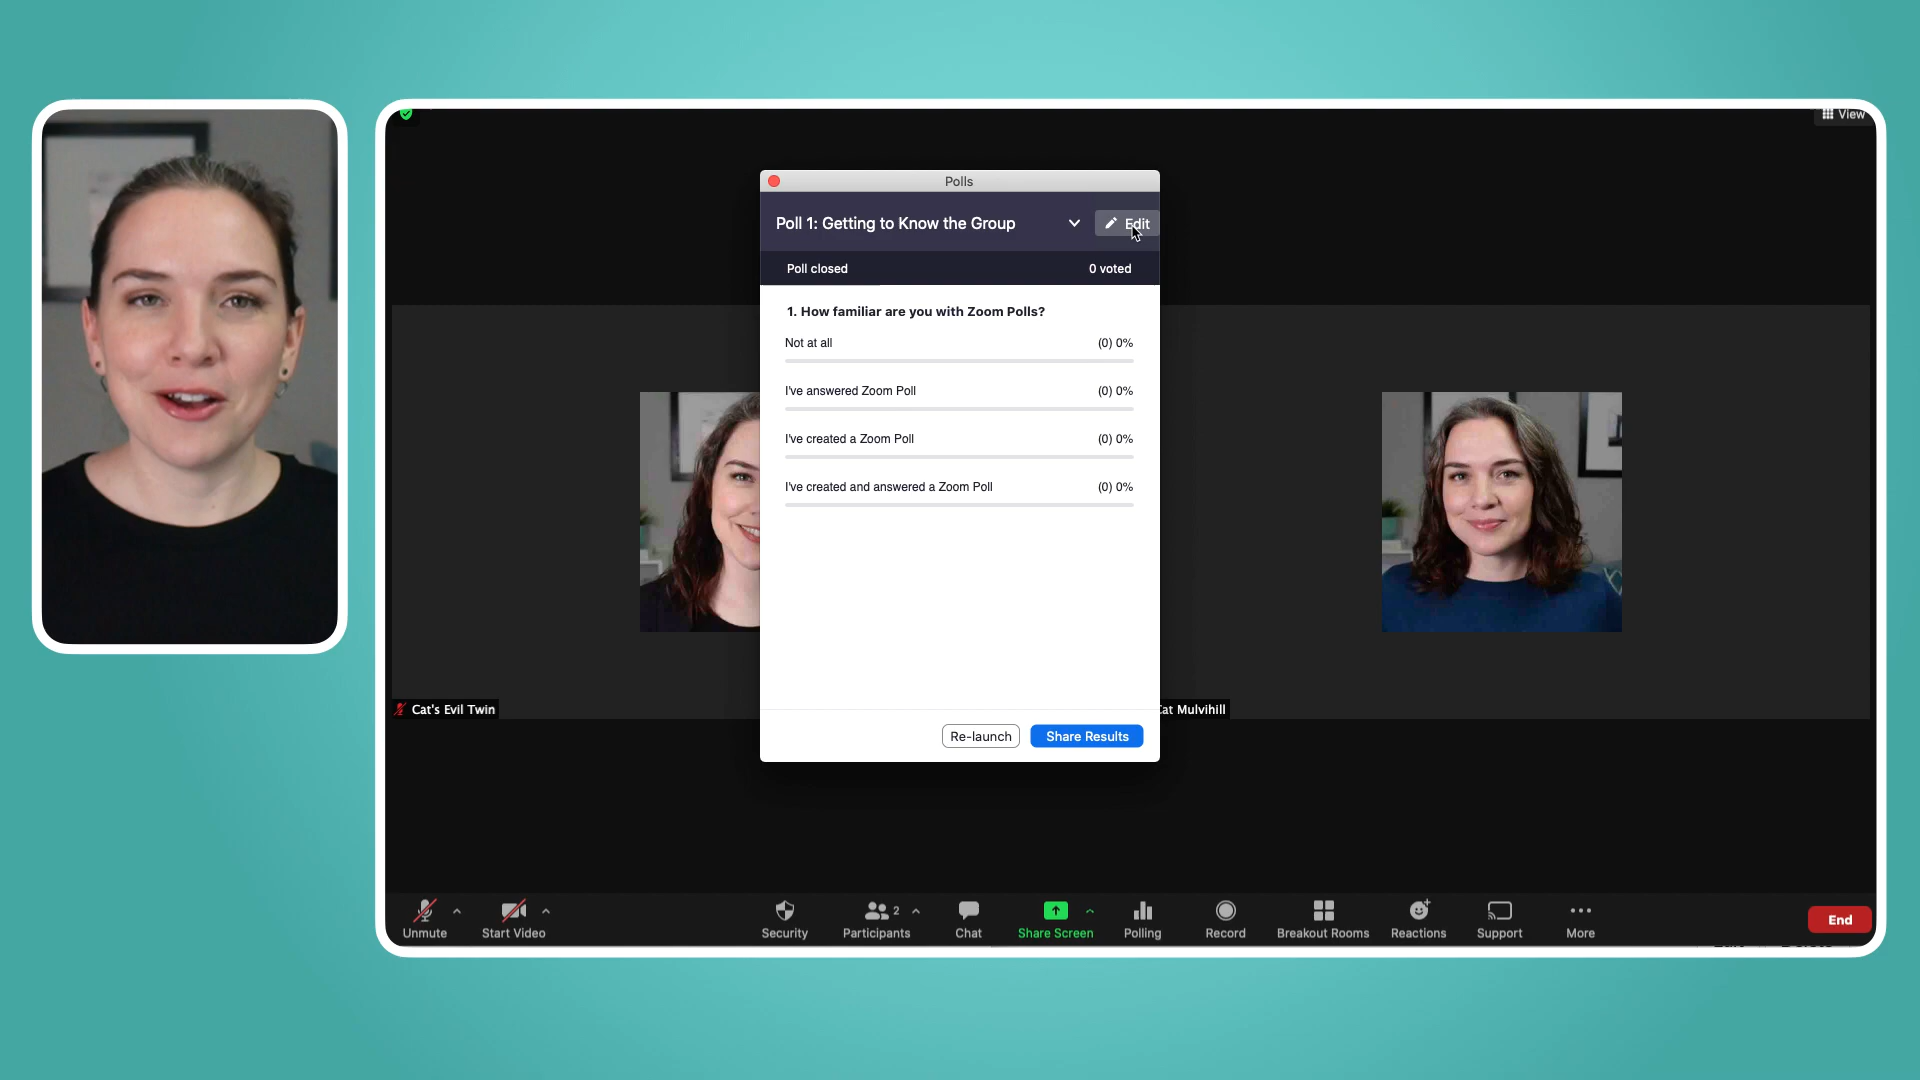 View
Polls
Poll 1: Getting to Know the Group
Edit
Poll closed
0 voted
1. How familiar are you with Zoom Polls?
Not at all
(0) 0%
I've answered Zoom Poll
(0) 0%
I've created a Zoom Poll
(0) 0%
I've created and answered a Zoom Poll
(0) 0%
Cat's Evil Twin
Cat Mulvihill
Re-launch
Share Results
Unmute
Start Video
Security
2
Participants
Chat
Share Screen
Polling
Record
Breakout Rooms
Reactions
Support
More
End